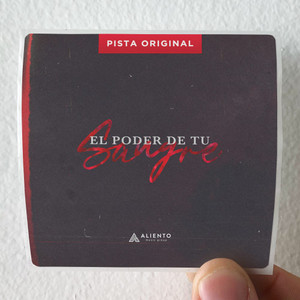 PISTA ORIGINAL
EL PODER DE TU
Sangre
ALIENTO